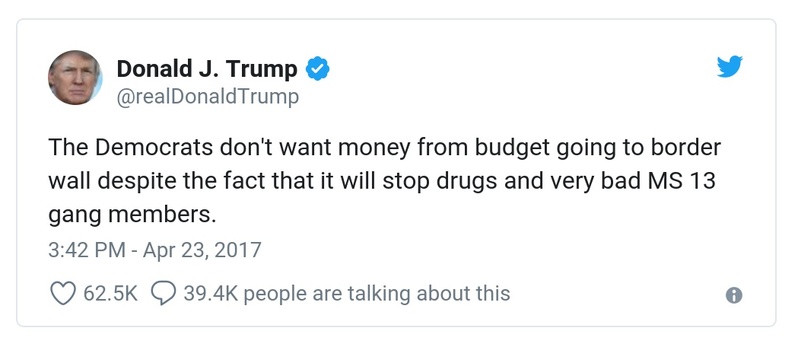 Donald J. Trump
@realDonaldTrump
The Democrats don't want money from budget going to border
wall despite the fact that it will stop drugs and very bad MS 13
gang members.
3:42 PM - Apr 23, 2017
62.5K 39.4K people are talking about this